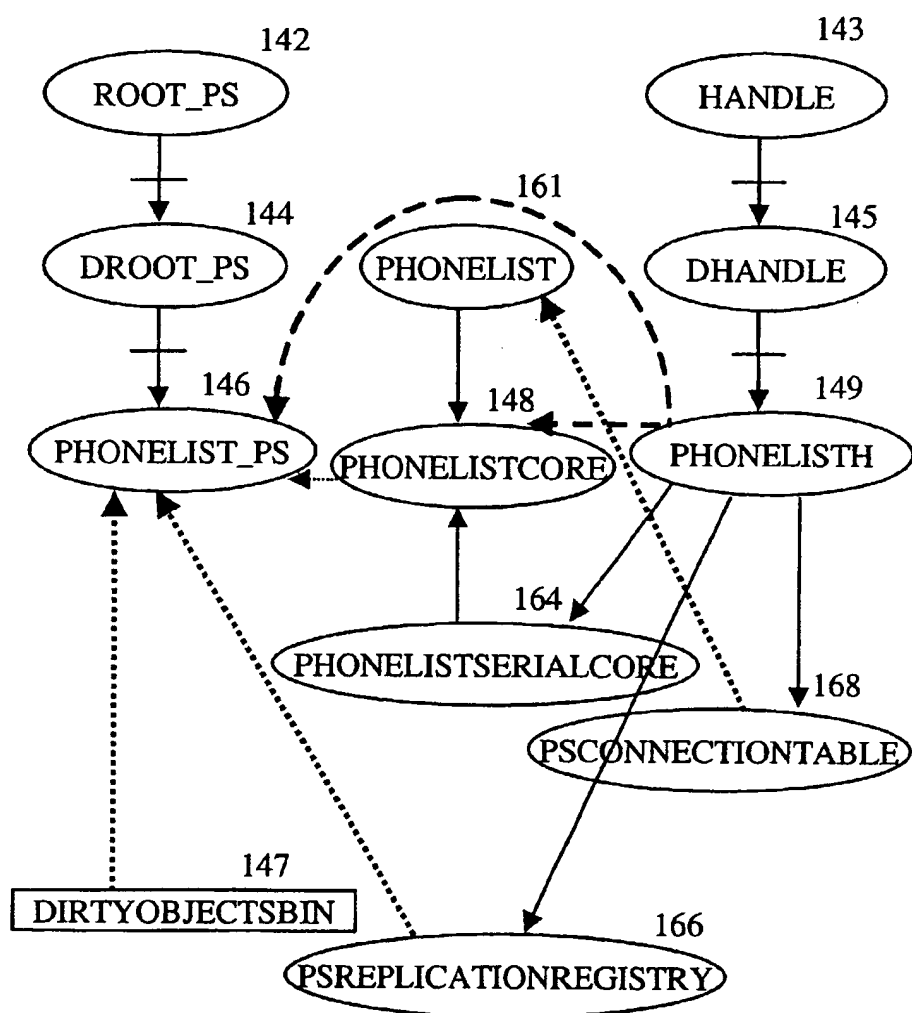 142
143
ROOT_PS
HANDLE
161
144
145
DROOT_PS
PHONELIST
DHANDLE
146
148
149
PHONELIST_PS
PHONELISTCORE
PHONELISTH
164
PHONELISTSERIALCORE
168
PSCONNECTIONTABLE
147
DIRTYOBJECTSBIN
166
PSREPLICATIONREGISTRY